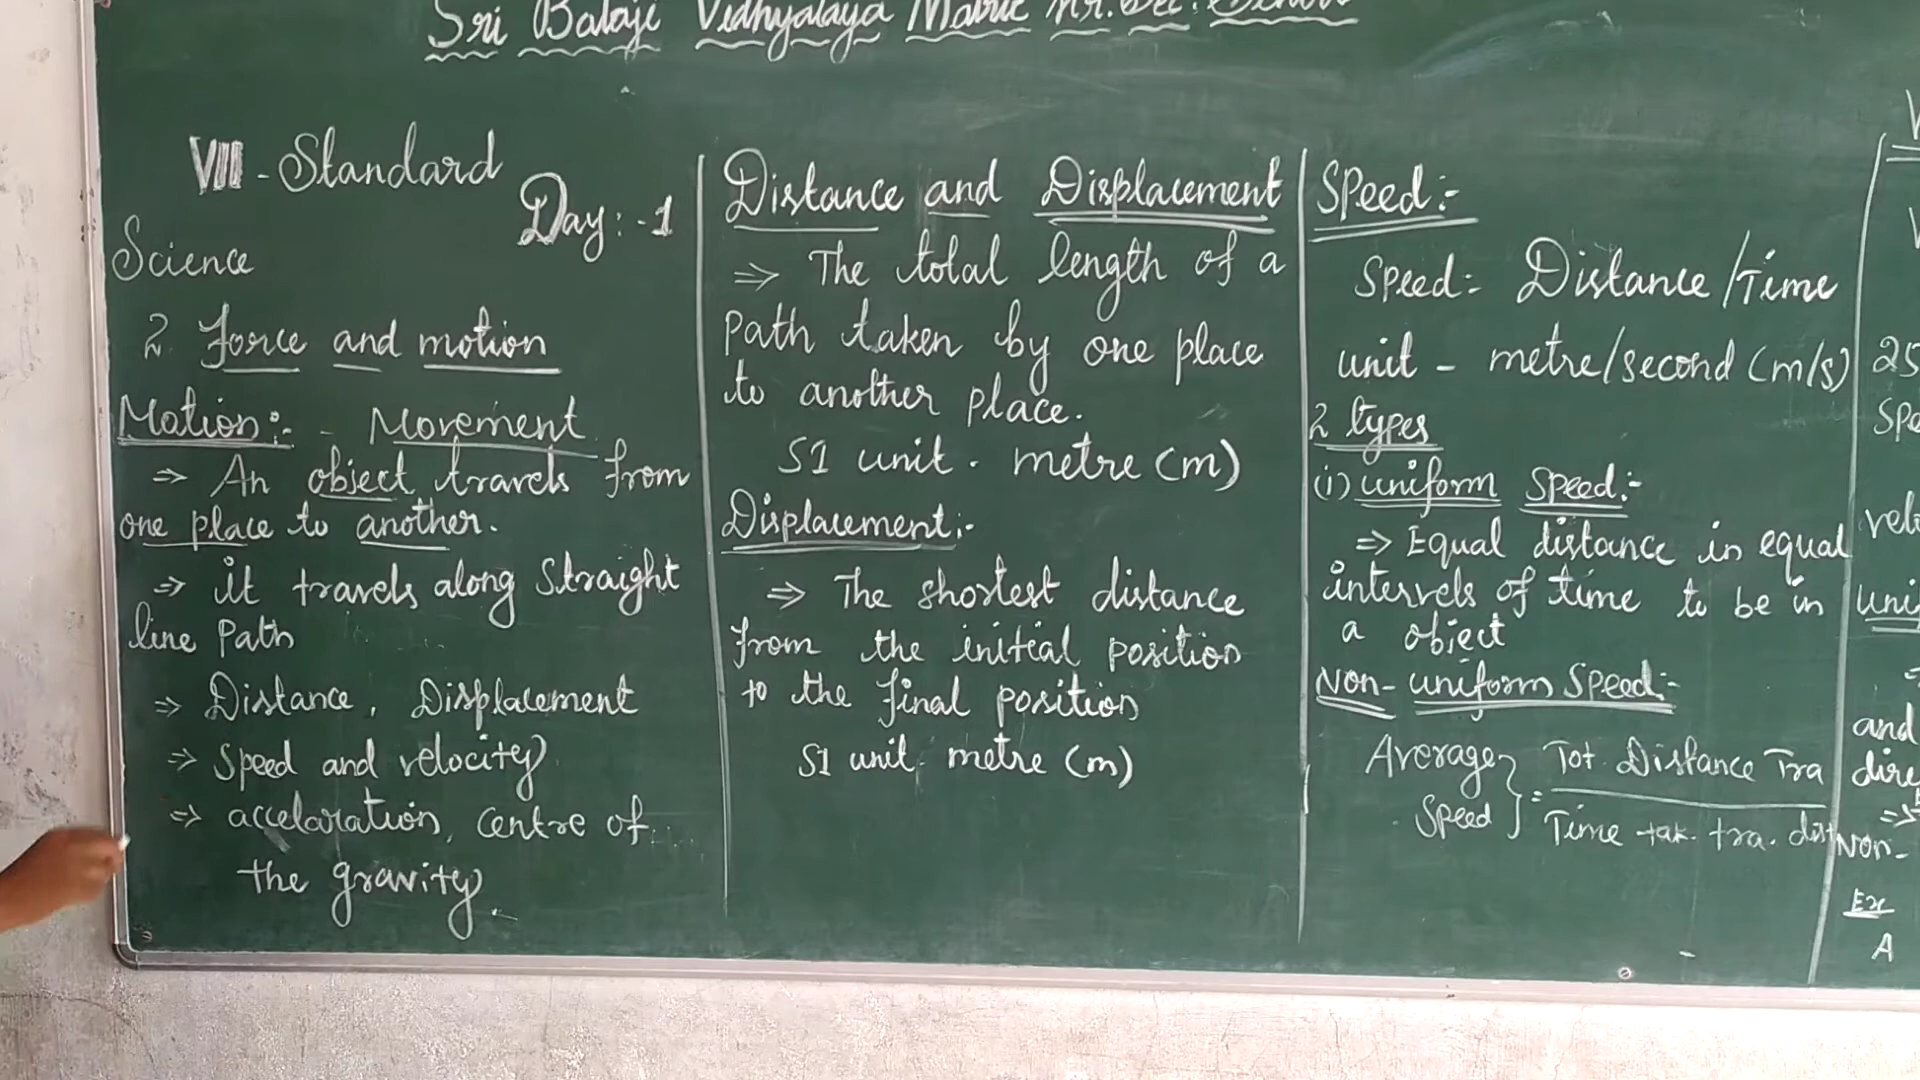 Sri Balaji Vidhyalaya Matric Hr. Sec. School
VII - Standard
Day: - 1
Science
2. Force and motion
Motion:- - Movement
⇒ An object travels from
one place to another.
⇒ it travels along straight
line path
⇒ Distance, Displacement
⇒ Speed and velocity
⇒ accelaration, centre of
the gravity.
Distance and Displacement
⇒ The total length of a
path taken by one place
to another place.
SI unit - metre (m)
Displacement:-
⇒ The shortest distance
from the initial position
to the final position
SI unit - metre (m)
Speed:-
Speed = Distance/Time
unit - metre/second (m/s)
2 types
(i) uniform speed:-
⇒ Equal distance in equal
intervels of time to be in
a object
Non-uniform speed:-
Average Speed } = Tot. Distance Tra
Time tak. tra. dist
25
and
Non-
Ex
A